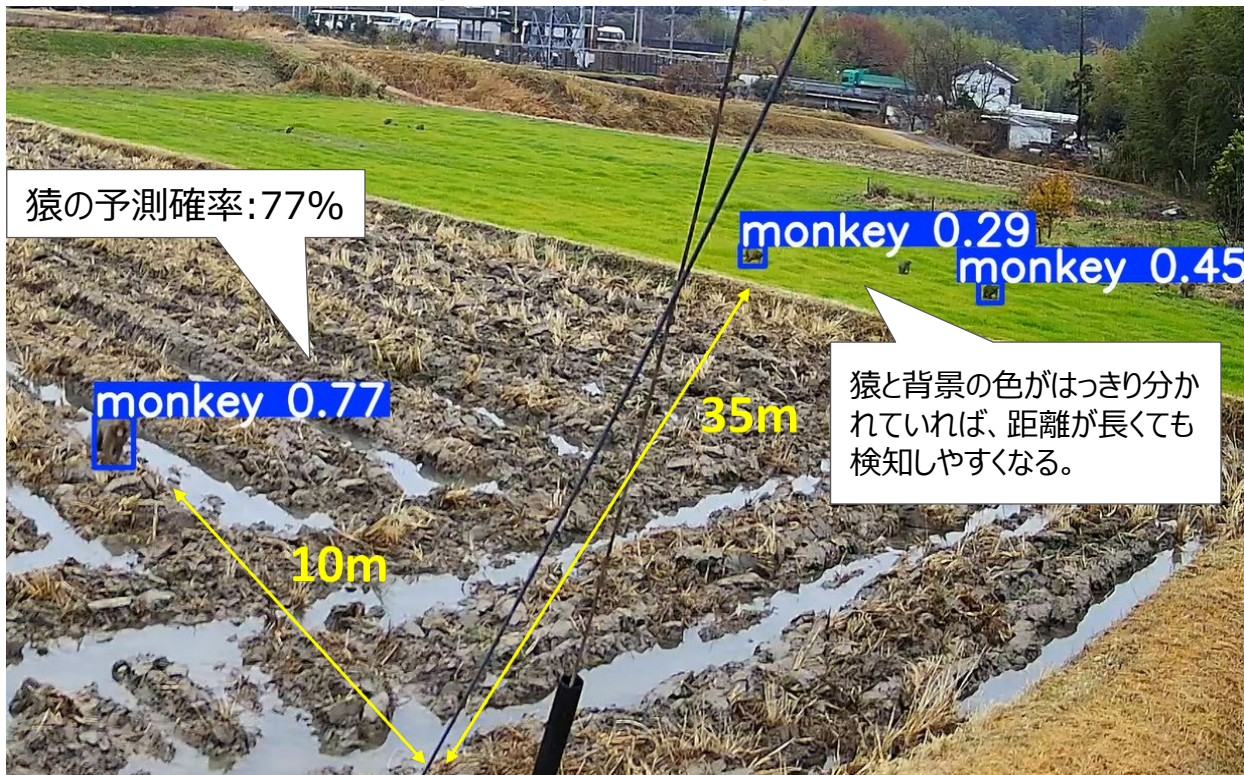 猿の予測確率:77%
monkey 0.29
monkey 0.45
猿と背景の色がはっきり分か
れていれば、距離が長くても
検知しやすくなる。
monkey 0.77
35m
10m